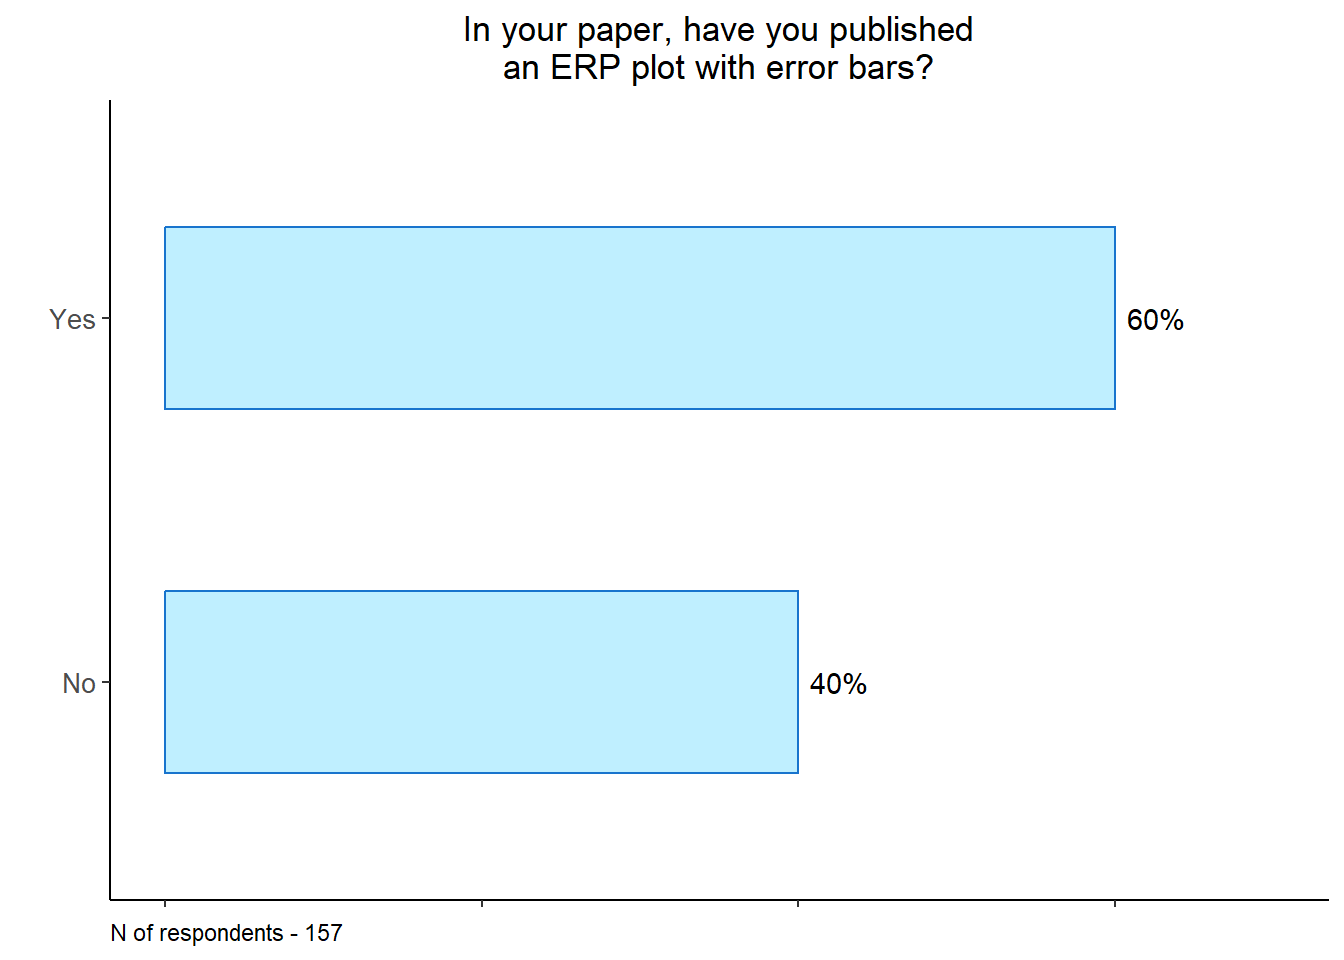 In your paper, have you published
an ERP plot with error bars?
Yes
60%
No
40%
N of respondents - 157